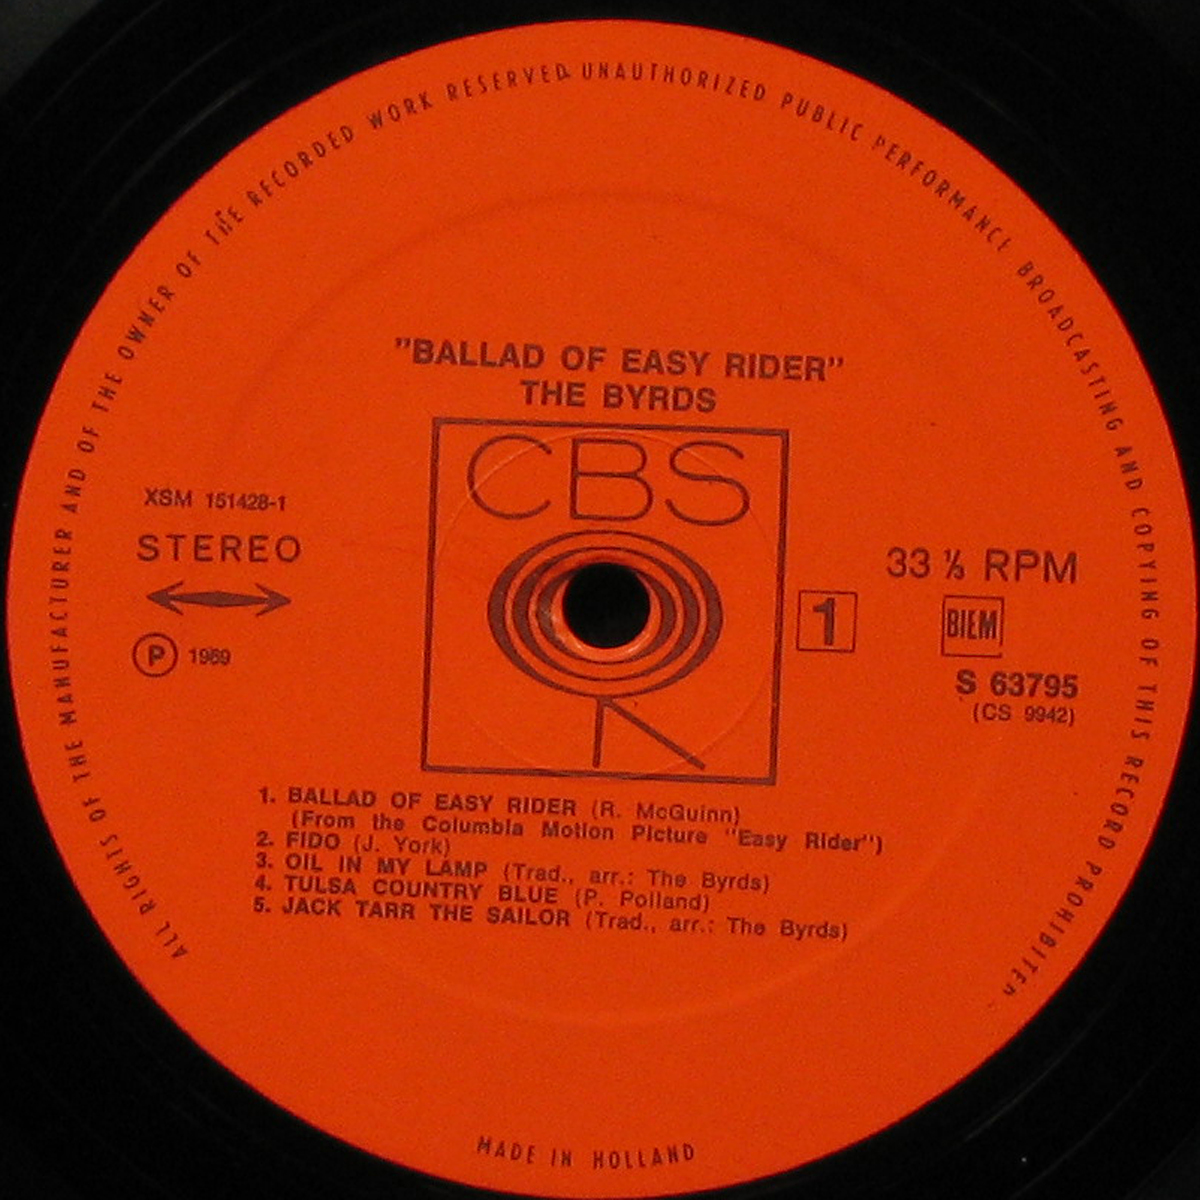 ALL RIGHTS OF THE MANUFACTURER AND OF THE OWNER OF THE RECORDED WORK RESERVED. UNAUTHORIZED PUBLIC PERFORMANCE BROADCASTING AND COPYING OF THIS RECORD PROHIBITED
"BALLAD OF EASY RIDER"
THE BYRDS
CBS
XSM 151428-1
STEREO
P 1969
1
33 ⅓ RPM
BIEM
S 63795
(CS 9942)
1. BALLAD OF EASY RIDER (R. McGuinn)
(From the Columbia Motion Picture "Easy Rider")
2. FIDO (J. York)
3. OIL IN MY LAMP (Trad., arr.: The Byrds)
4. TULSA COUNTRY BLUE (P. Polland)
5. JACK TARR THE SAILOR (Trad., arr.: The Byrds)
MADE IN HOLLAND